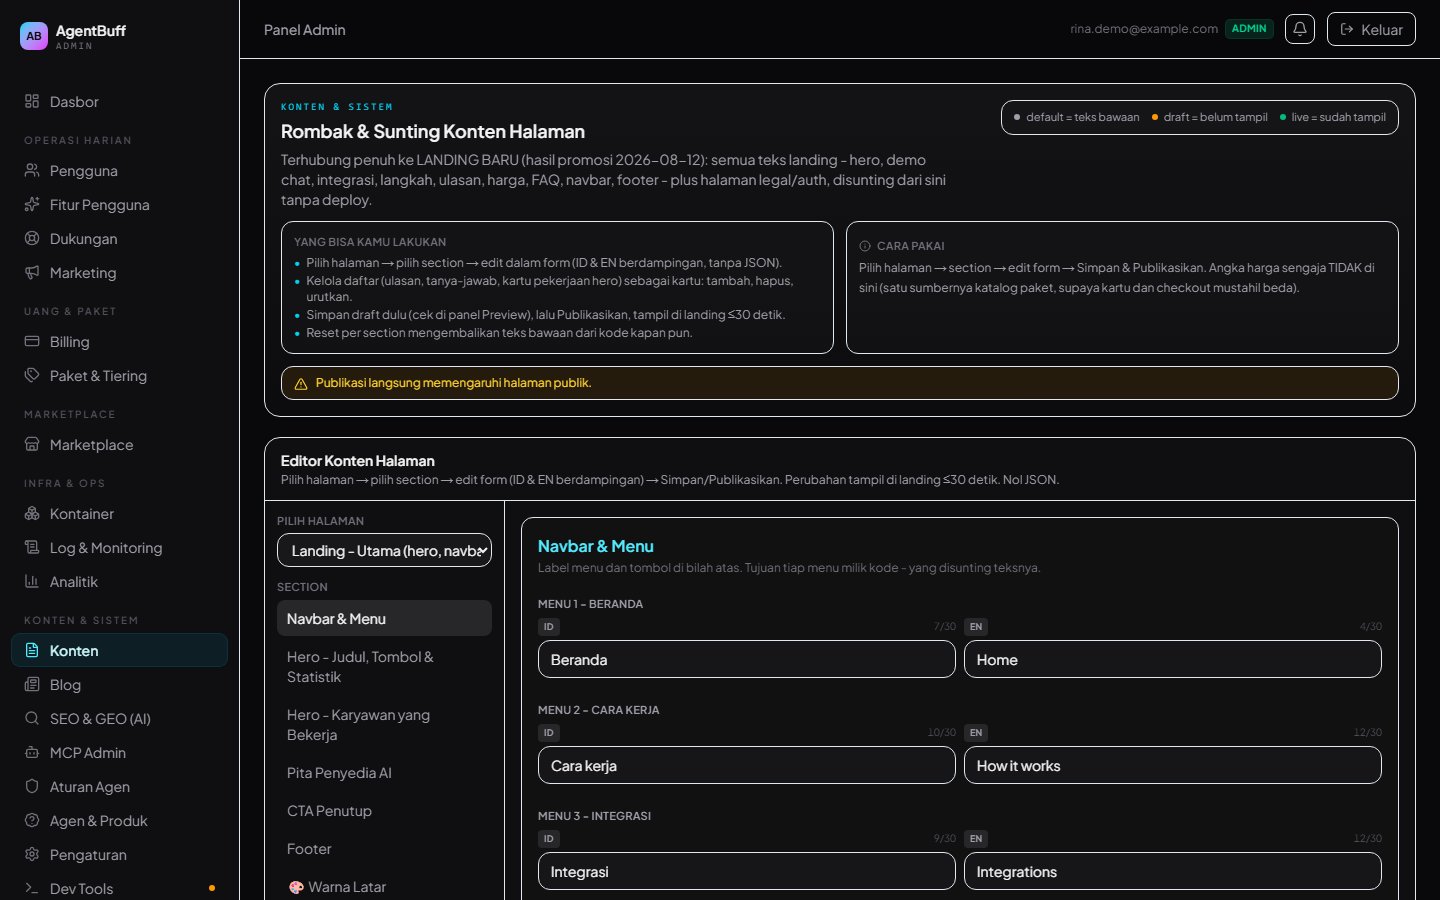 AB
AgentBuff
ADMIN
Dasbor
OPERASI HARIAN
Pengguna
Fitur Pengguna
Dukungan
Marketing
UANG & PAKET
Billing
Paket & Tiering
MARKETPLACE
Marketplace
INFRA & OPS
Kontainer
Log & Monitoring
Analitik
KONTEN & SISTEM
Konten
Blog
SEO & GEO (AI)
MCP Admin
Aturan Agen
Agen & Produk
Pengaturan
Dev Tools
Panel Admin
rina.demo@example.com
ADMIN
Keluar
KONTEN & SISTEM
Rombak & Sunting Konten Halaman
Terhubung penuh ke LANDING BARU (hasil promosi 2026-08-12): semua teks landing - hero, demo
chat, integrasi, langkah, ulasan, harga, FAQ, navbar, footer - plus halaman legal/auth, disunting dari sini
tanpa deploy.
default = teks bawaan
draft = belum tampil
live = sudah tampil
YANG BISA KAMU LAKUKAN
Pilih halaman → pilih section → edit dalam form (ID & EN berdampingan, tanpa JSON).
Kelola daftar (ulasan, tanya-jawab, kartu pekerjaan hero) sebagai kartu: tambah, hapus,
urutkan.
Simpan draft dulu (cek di panel Preview), lalu Publikasikan, tampil di landing ≤30 detik.
Reset per section mengembalikan teks bawaan dari kode kapan pun.
CARA PAKAI
Pilih halaman → section → edit form → Simpan & Publikasikan. Angka harga sengaja TIDAK di
sini (satu sumbernya katalog paket, supaya kartu dan checkout mustahil beda).
Publikasi langsung memengaruhi halaman publik.
Editor Konten Halaman
Pilih halaman → pilih section → edit form (ID & EN berdampingan) → Simpan/Publikasikan. Perubahan tampil di landing ≤30 detik. Nol JSON.
PILIH HALAMAN
Landing - Utama (hero, navba
SECTION
Navbar & Menu
Hero - Judul, Tombol &
Statistik
Hero - Karyawan yang
Bekerja
Pita Penyedia AI
CTA Penutup
Footer
🎨 Warna Latar
Navbar & Menu
Label menu dan tombol di bilah atas. Tujuan tiap menu milik kode - yang disunting teksnya.
MENU 1 - BERANDA
ID 7/30 EN 4/30
Beranda Home
MENU 2 - CARA KERJA
ID 10/30 EN 12/30
Cara kerja How it works
MENU 3 - INTEGRASI
ID 9/30 EN 12/30
Integrasi Integrations